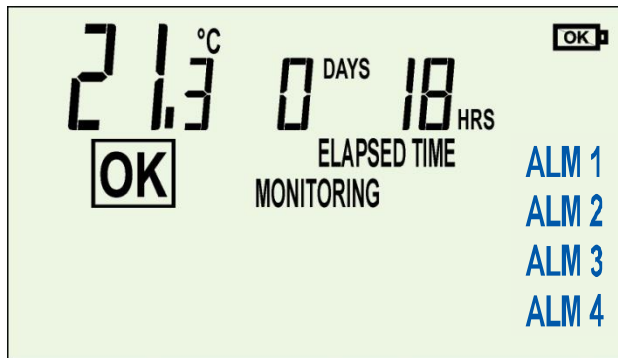 21.3 °C 0 DAYS 18 HRS OK
OK ELAPSED TIME
MONITORING
ALM 1
ALM 2
ALM 3
ALM 4